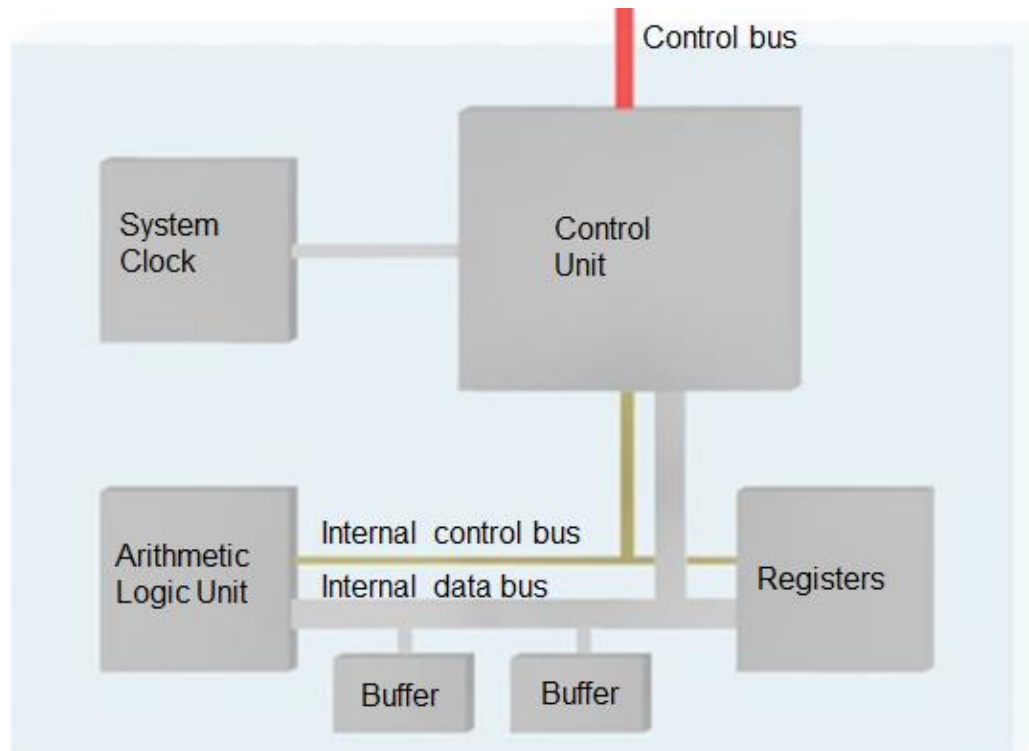 Control bus
System
Clock
Control
Unit
Internal control bus
Arithmetic
Logic Unit
Internal data bus
Registers
Buffer
Buffer